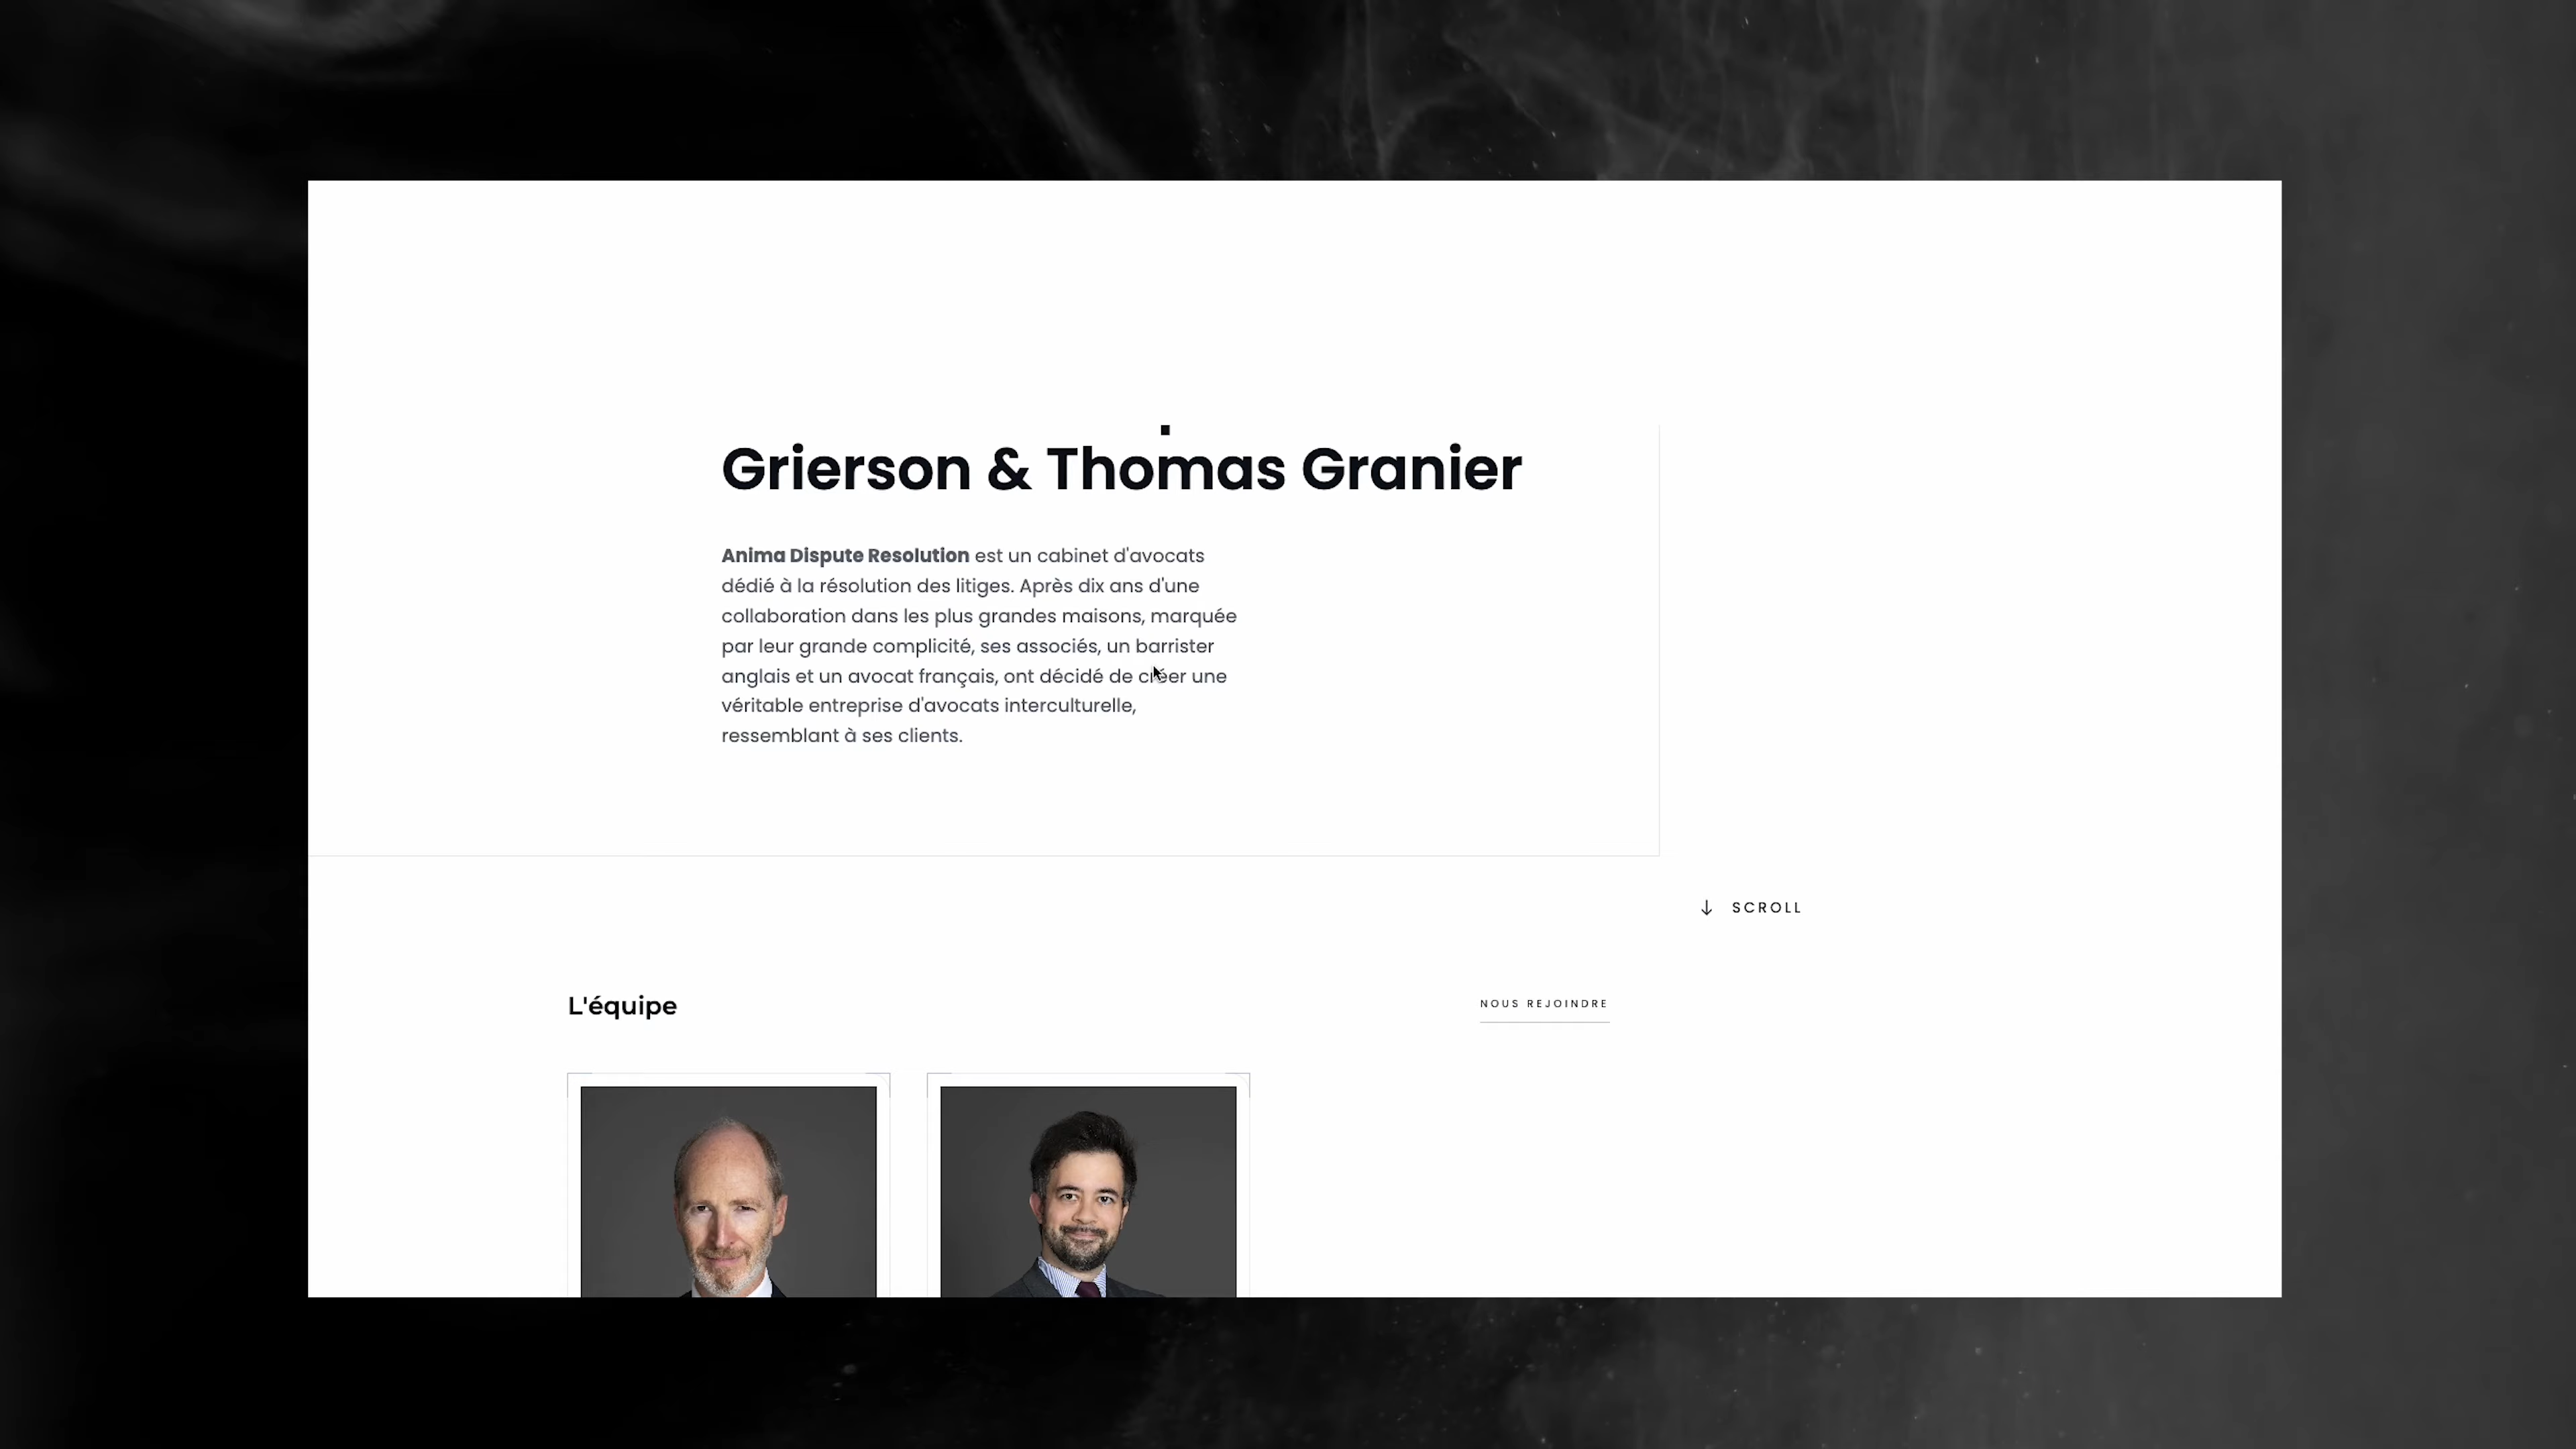 Grierson & Thomas Granier
Anima Dispute Resolution est un cabinet d'avocats
dédié à la résolution des litiges. Après dix ans d'une
collaboration dans les plus grandes maisons, marquée
par leur grande complicité, ses associés, un barrister
anglais et un avocat français, ont décidé de créer une
véritable entreprise d'avocats interculturelle,
ressemblant à ses clients.
↓ SCROLL
L'équipe
NOUS REJOINDRE